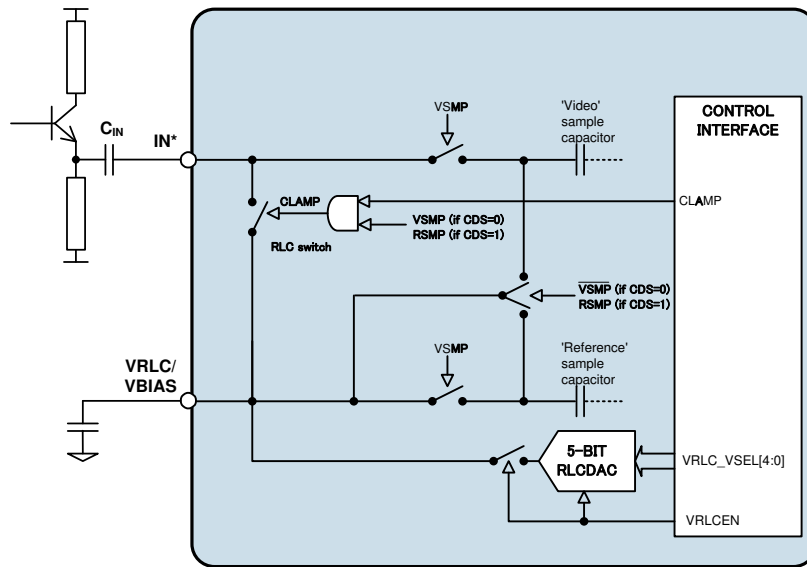 VSMP
'Video'
sample
capacitor
CONTROL
INTERFACE
CIN
IN*
CLAMP
CLAMP
VSMP (if CDS=0)
RSMP (if CDS=1)
RLC switch
VSMP (if CDS=0)
RSMP (if CDS=1)
VRLC/
VBIAS
VSMP
'Reference'
sample
capacitor
5-BIT
RLCDAC
VRLC_VSEL[4:0]
VRLCEN